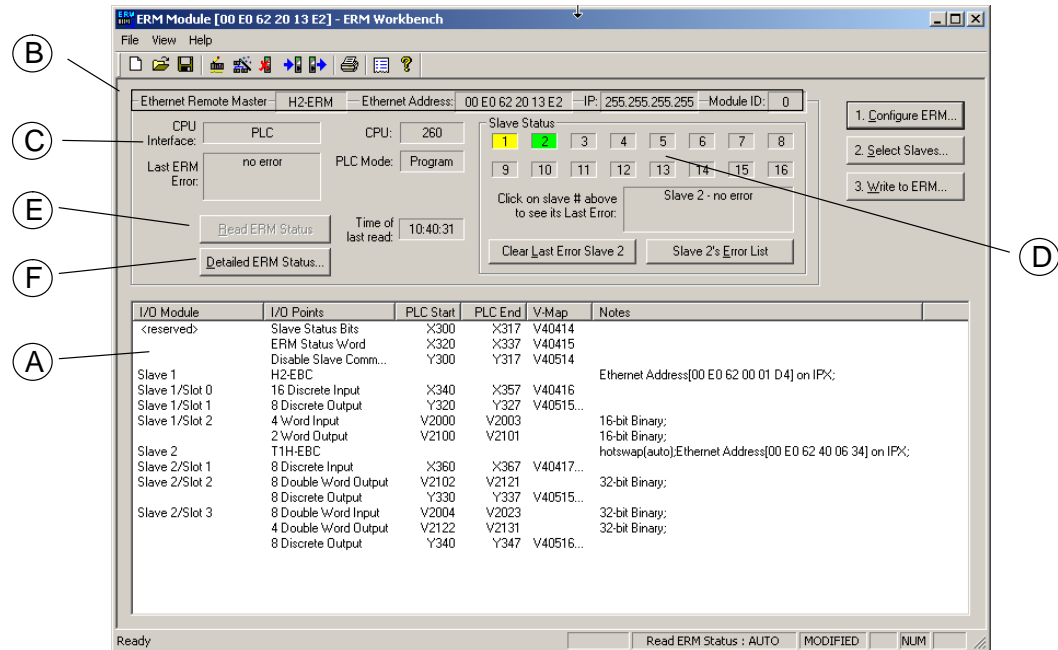 ERM Module [00 E0 62 20 13 E2] - ERM Workbench
File View Help
B
Ethernet Remote Master H2-ERM Ethernet Address: 00 E0 62 20 13 E2 IP: 255.255.255.255 Module ID: 0
C
CPU Interface: PLC CPU: 260
Last ERM Error: no error PLC Mode: Program
Slave Status
1 2 3 4 5 6 7 8
9 10 11 12 13 14 15 16
Click on slave # above to see its Last Error: Slave 2 - no error
Clear Last Error Slave 2 Slave 2's Error List
1. Configure ERM...
2. Select Slaves...
3. Write to ERM...
D
E
Read ERM Status Time of last read: 10:40:31
F
Detailed ERM Status...
A
I/O Module I/O Points PLC Start PLC End V-Map Notes
<reserved> Slave Status Bits X300 X317 V40414
ERM Status Word X320 X337 V40415
Disable Slave Comm... Y300 Y317 V40514
Slave 1 H2-EBC Ethernet Address[00 E0 62 00 01 D4] on IPX;
Slave 1/Slot 0 16 Discrete Input X340 X357 V40416
Slave 1/Slot 1 8 Discrete Output Y320 Y327 V40515...
Slave 1/Slot 2 4 Word Input V2000 V2003 16-bit Binary;
2 Word Output V2100 V2101 16-bit Binary;
Slave 2 T1H-EBC hotswap(auto);Ethernet Address[00 E0 62 40 06 34] on IPX;
Slave 2/Slot 1 8 Discrete Input X360 X367 V40417...
Slave 2/Slot 2 8 Double Word Output V2102 V2121 32-bit Binary;
8 Discrete Output Y330 Y337 V40515...
Slave 2/Slot 3 8 Double Word Input V2004 V2023 32-bit Binary;
4 Double Word Output V2122 V2131 32-bit Binary;
8 Discrete Output Y340 Y347 V40516...
Ready Read ERM Status : AUTO MODIFIED NUM